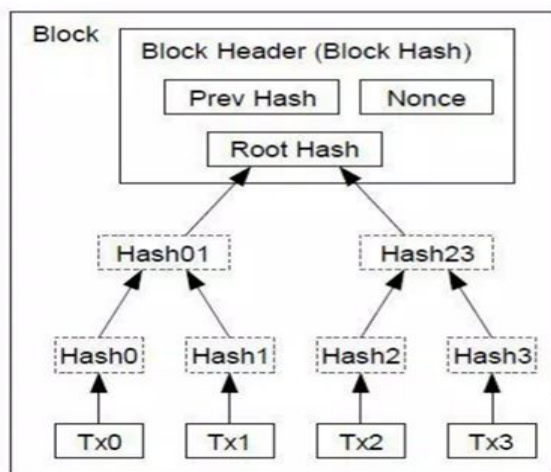 Block
Block Header (Block Hash)
Prev Hash Nonce
Root Hash
Hash01 Hash23
Hash0 Hash1 Hash2 Hash3
Tx0 Tx1 Tx2 Tx3